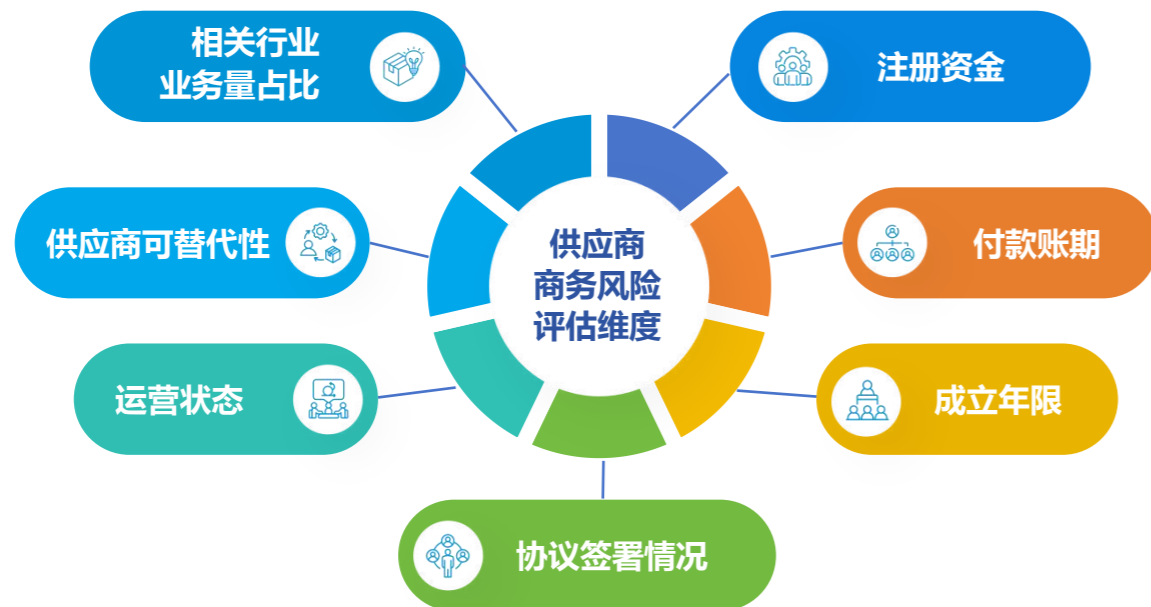 相关行业
业务量占比
注册资金
供应商可替代性
供应商
商务风险
评估维度
付款账期
运营状态
成立年限
协议签署情况